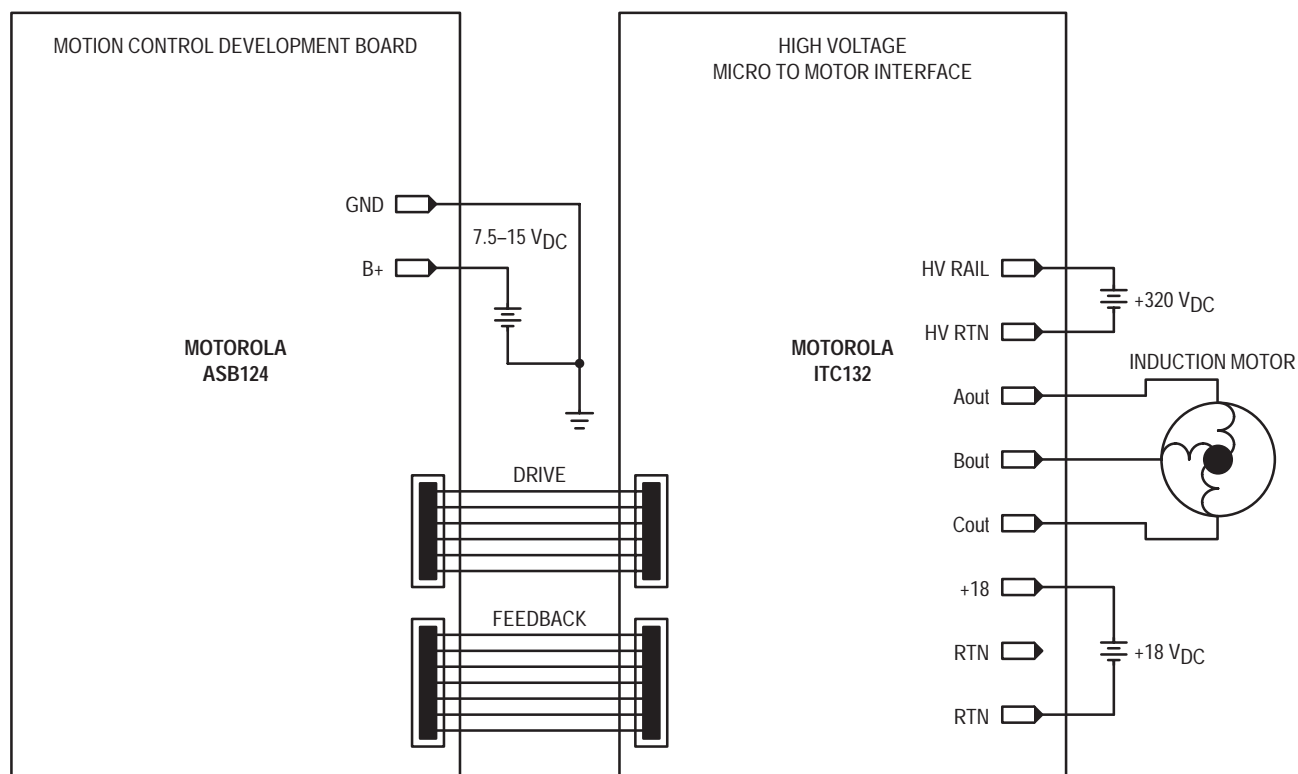 MOTION CONTROL DEVELOPMENT BOARD
HIGH VOLTAGE
MICRO TO MOTOR INTERFACE
GND
7.5–15 VDC
B+
MOTOROLA
ASB124
DRIVE
FEEDBACK
HV RAIL
+320 VDC
HV RTN
MOTOROLA
ITC132
INDUCTION MOTOR
Aout
Bout
Cout
+18
RTN
+18 VDC
RTN